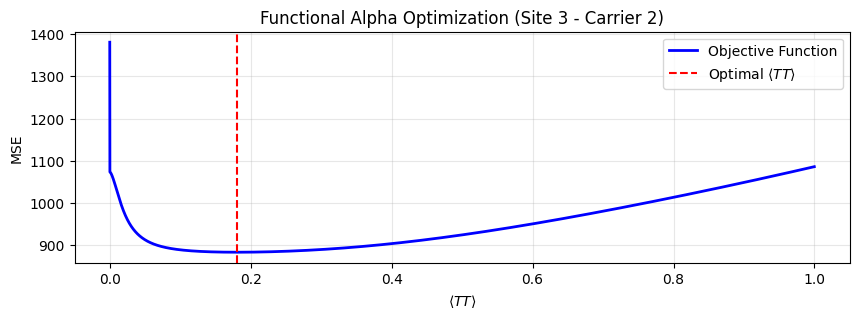 Functional Alpha Optimization (Site 3 - Carrier 2)
1400
1300
1200
1100
1000
900
MSE
Objective Function
Optimal ⟨TT⟩
0.0 0.2 0.4 0.6 0.8 1.0
⟨TT⟩